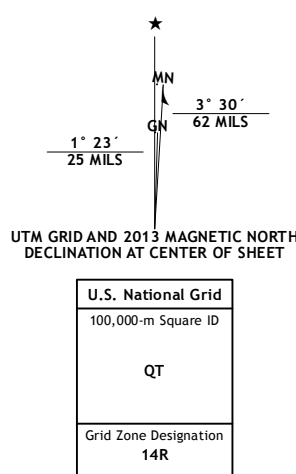 ★
MN
3° 30´
62 MILS
GN
1° 23´
25 MILS
UTM GRID AND 2013 MAGNETIC NORTH
DECLINATION AT CENTER OF SHEET
U.S. National Grid
100,000-m Square ID
QT
Grid Zone Designation
14R